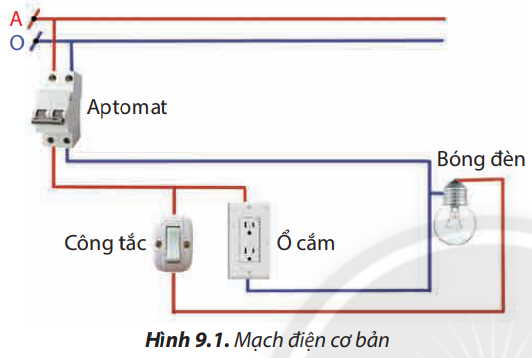 A
O
Aptomat
Bóng đèn
Công tắc
Ổ cắm
Hình 9.1. Mạch điện cơ bản